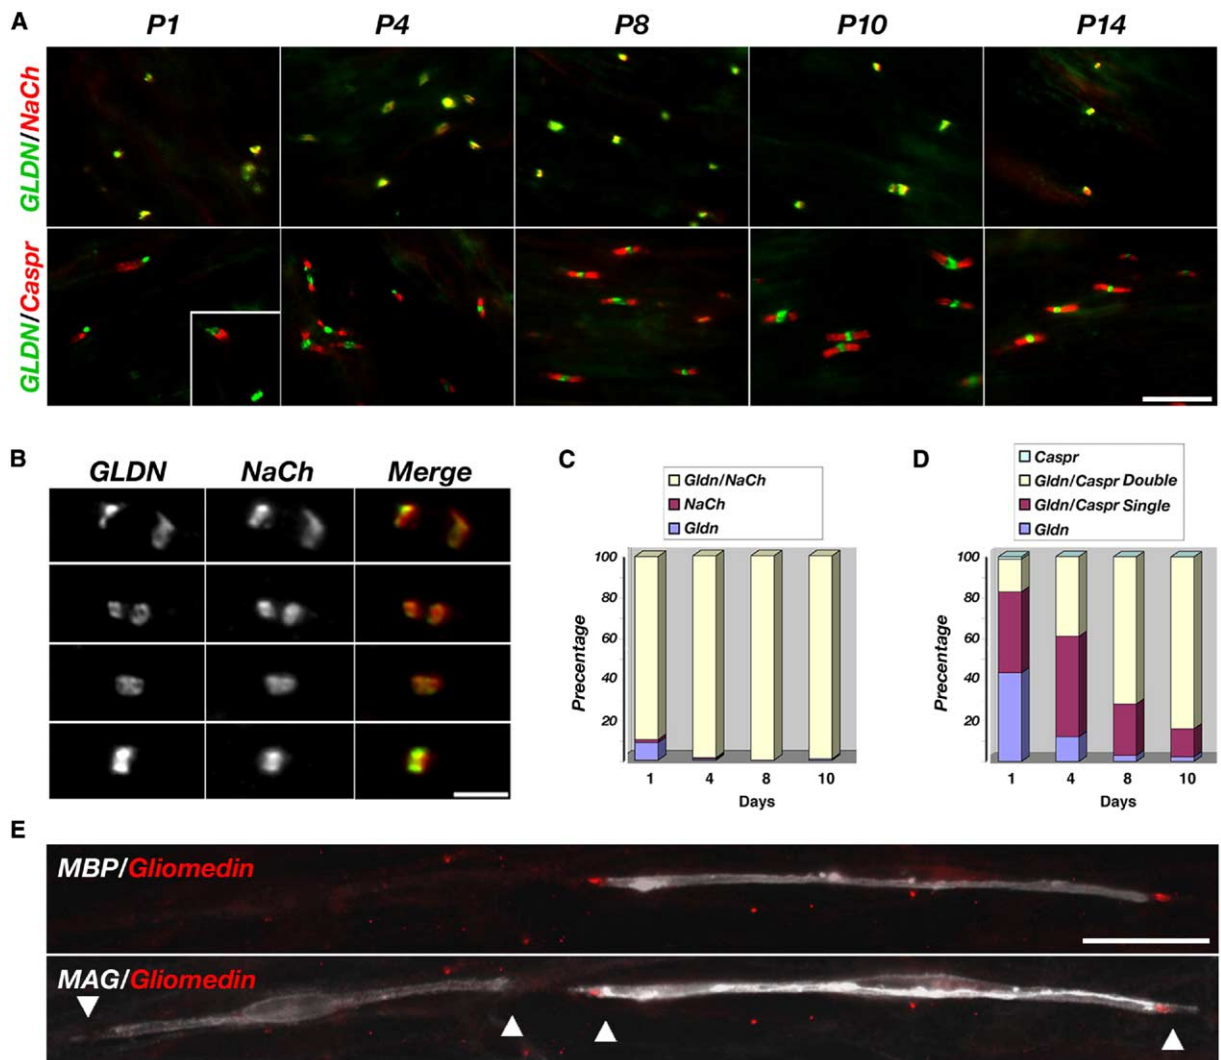 A
P1 P4 P8 P10 P14
GLDN/NaCh
GLDN/Caspr
B
GLDN NaCh Merge
C
Gldn/NaCh
NaCh
Gldn
100
80
60
40
20
Precentage
1 4 8 10
Days
D
Caspr
Gldn/Caspr Double
Gldn/Caspr Single
Gldn
100
80
60
40
20
Precentage
1 4 8 10
Days
E
MBP/Gliomedin
MAG/Gliomedin